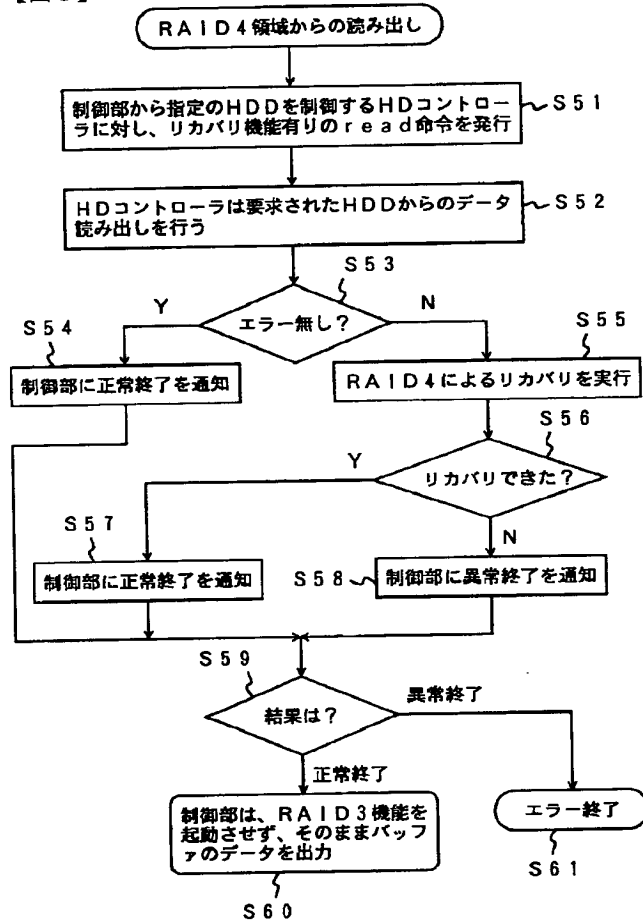 RAID4領域からの読み出し
制御部から指定のHDDを制御するHDコントロー
ラに対し、リカバリ機能有りのread命令を発行
S51
HDコントローラは要求されたHDDからのデータ
読み出しを行う
S52
S53
エラー無し?
Y
N
S54
制御部に正常終了を通知
S55
RAID4によるリカバリを実行
S56
リカバリできた?
Y
N
S57
制御部に正常終了を通知
S58
制御部に異常終了を通知
S59
結果は?
異常終了
正常終了
制御部は、RAID3機能を
起動させず、そのままバッフ
ァのデータを出力
S60
エラー終了
S61